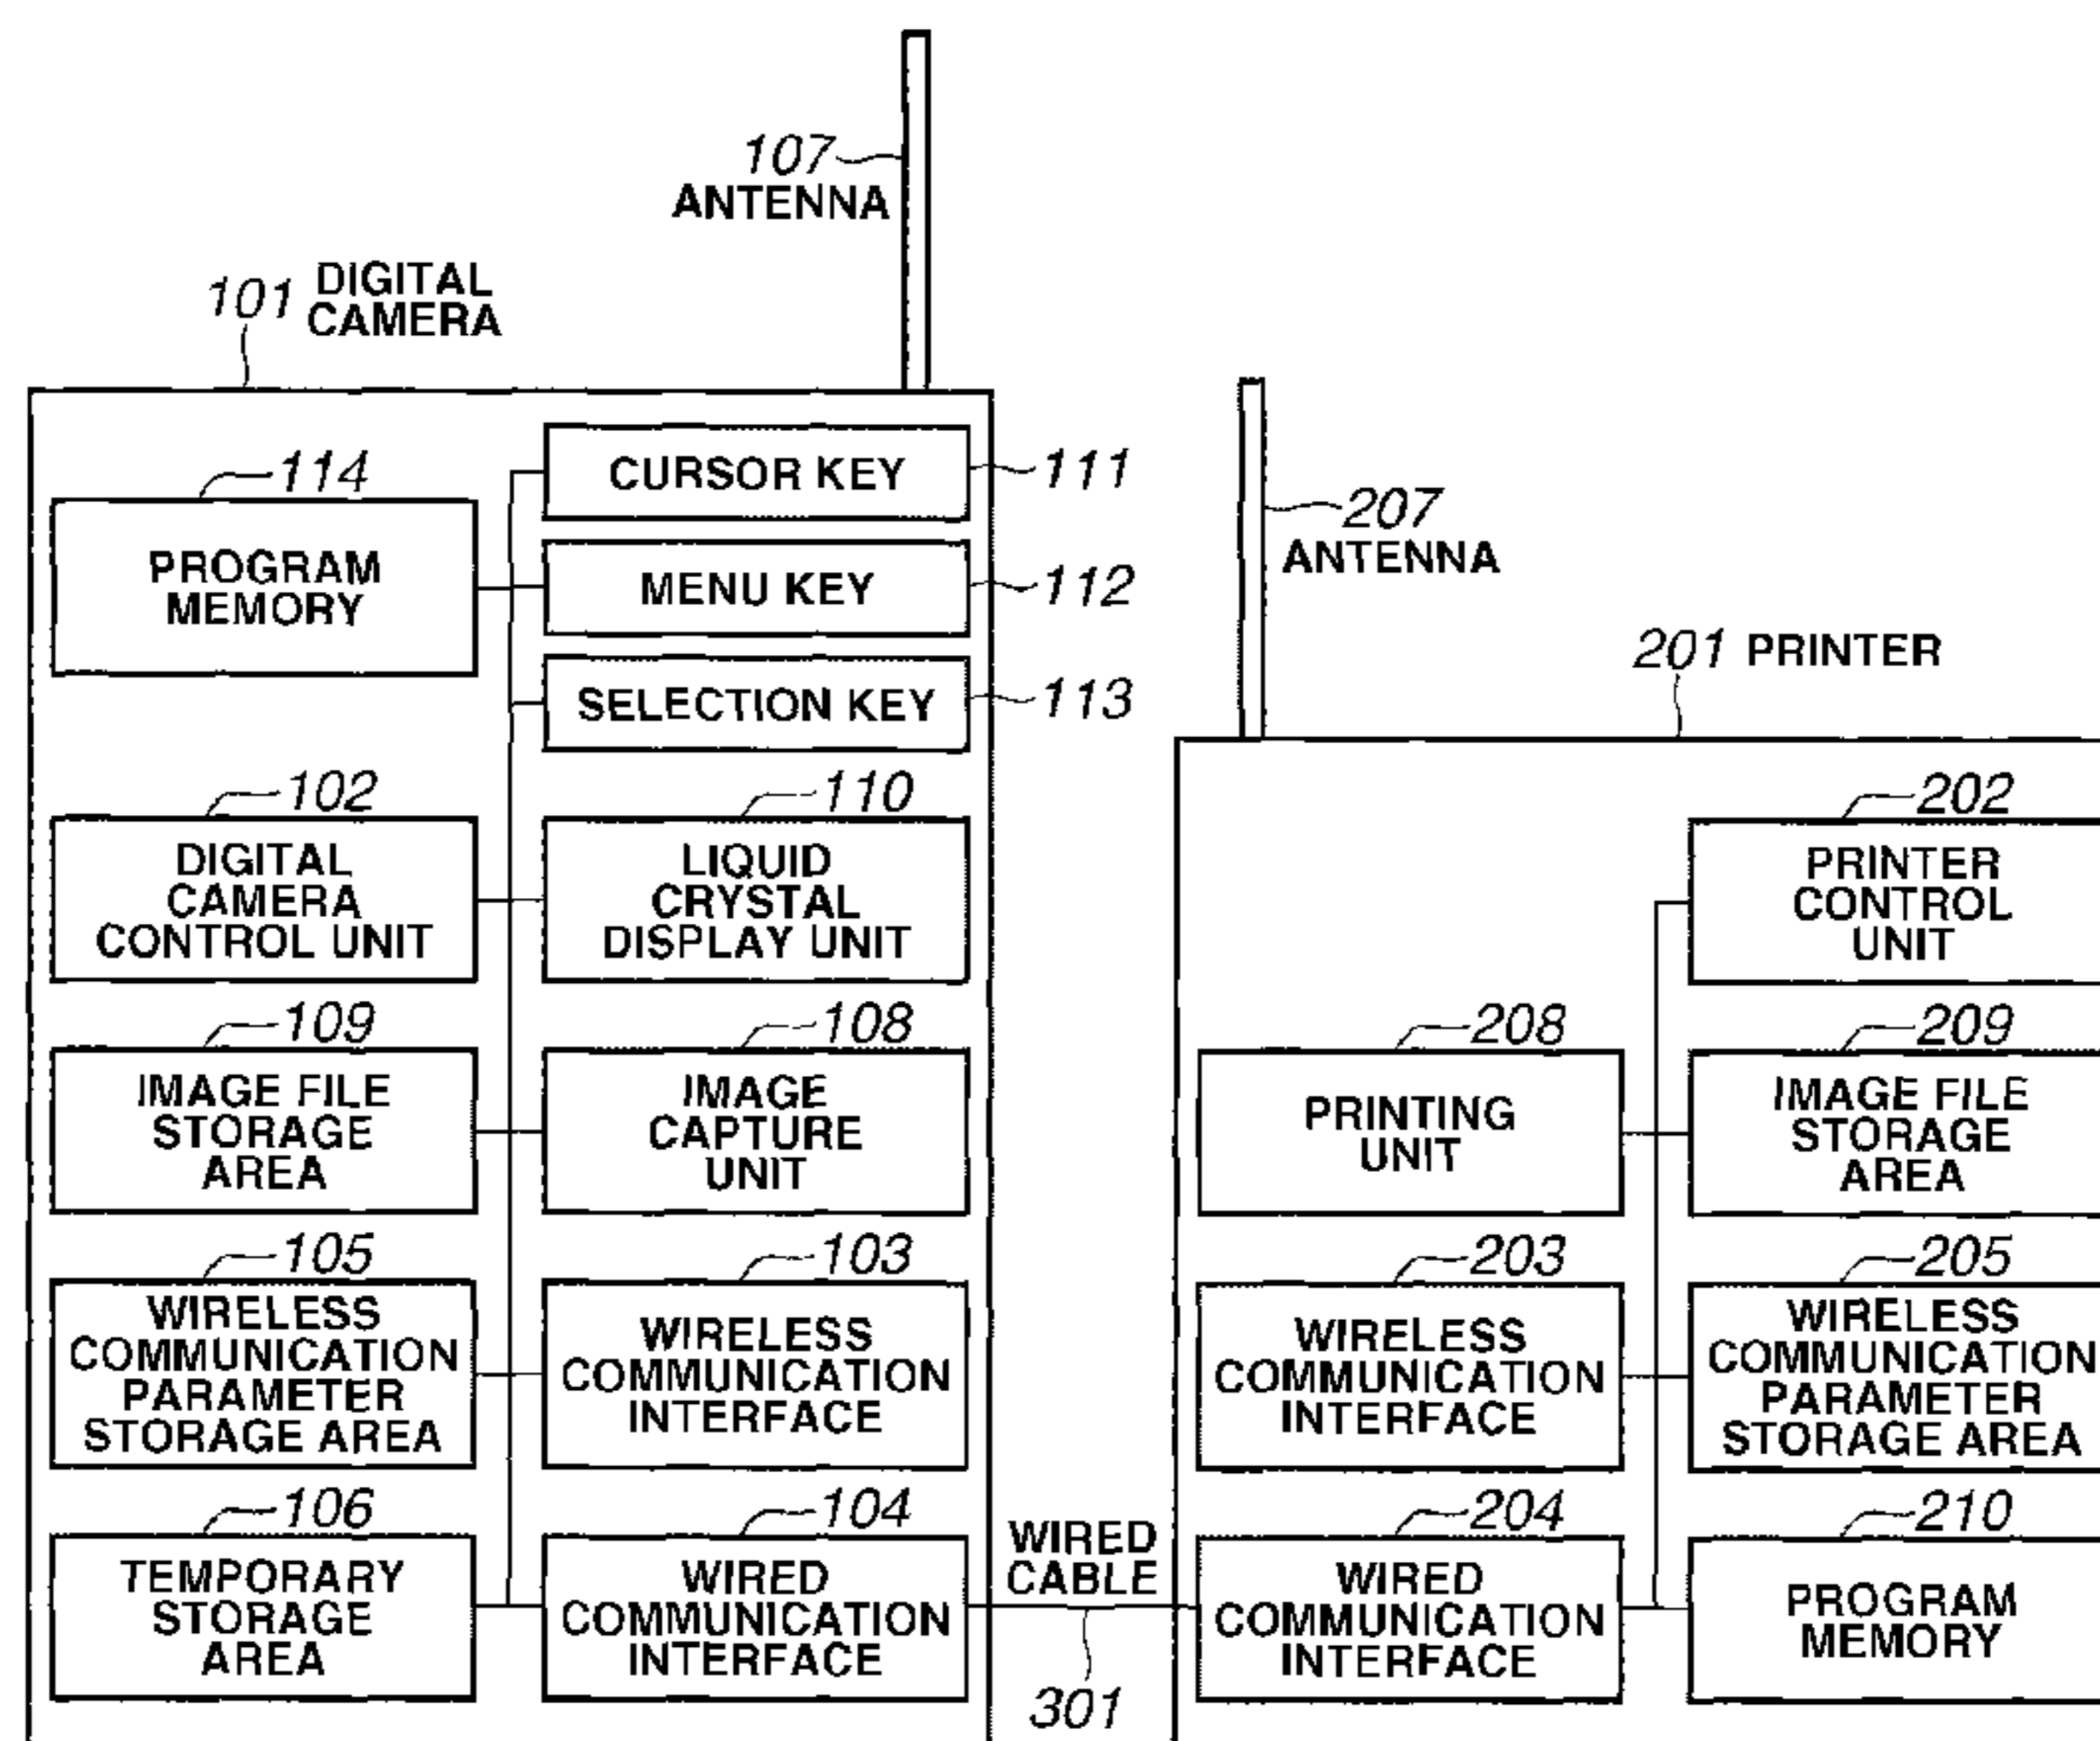 107
ANTENNA
101 DIGITAL
CAMERA
114
PROGRAM
MEMORY
CURSOR KEY
111
MENU KEY
112
SELECTION KEY
113
102
DIGITAL
CAMERA
CONTROL UNIT
110
LIQUID
CRYSTAL
DISPLAY UNIT
109
IMAGE FILE
STORAGE
AREA
108
IMAGE
CAPTURE
UNIT
105
WIRELESS
COMMUNICATION
PARAMETER
STORAGE AREA
103
WIRELESS
COMMUNICATION
INTERFACE
106
TEMPORARY
STORAGE
AREA
104
WIRED
COMMUNICATION
INTERFACE
WIRED
CABLE
301
207
ANTENNA
201 PRINTER
202
PRINTER
CONTROL
UNIT
208
PRINTING
UNIT
209
IMAGE FILE
STORAGE
AREA
203
WIRELESS
COMMUNICATION
INTERFACE
205
WIRELESS
COMMUNICATION
PARAMETER
STORAGE AREA
204
WIRED
COMMUNICATION
INTERFACE
210
PROGRAM
MEMORY